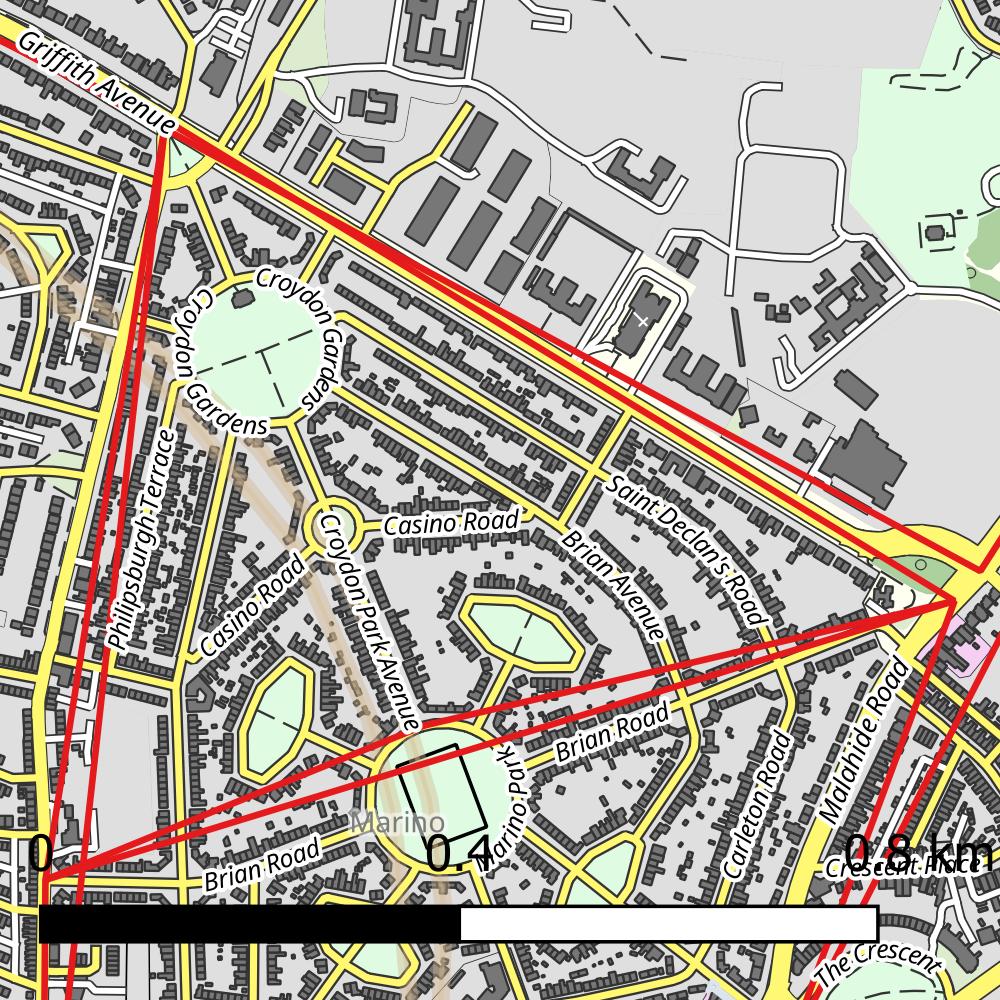 Griffith Avenue
Croydon Gardens
Croydon Gardens
Philipsburgh Terrace
Casino Road
Casino Road
Croydon Park Avenue
Saint Declan's Road
Brian Avenue
Brian Road
Marino Park
Malahide Road
Carleton Road
Marino
Brian Road
Crescent Place
0
0.4
0.8 km
The Crescent